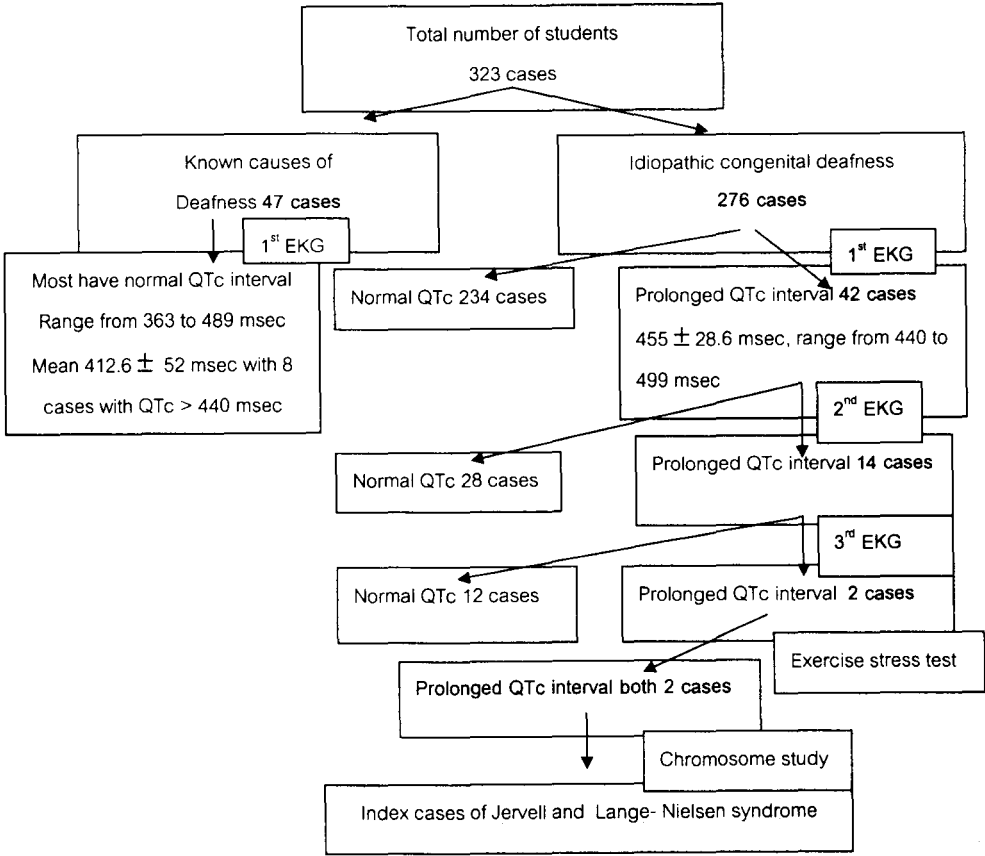 Total number of students
323 cases
Known causes of
Deafness 47 cases
Idiopathic congenital deafness
276 cases
1st EKG
1st EKG
Most have normal QTc interval
Range from 363 to 489 msec
Mean 412.6 ± 52 msec with 8
cases with QTc > 440 msec
Normal QTc 234 cases
Prolonged QTc interval 42 cases
455 ± 28.6 msec, range from 440 to
499 msec
2nd EKG
Normal QTc 28 cases
Prolonged QTc interval 14 cases
3rd EKG
Normal QTc 12 cases
Prolonged QTc interval 2 cases
Exercise stress test
Prolonged QTc interval both 2 cases
Chromosome study
Index cases of Jervell and Lange- Nielsen syndrome